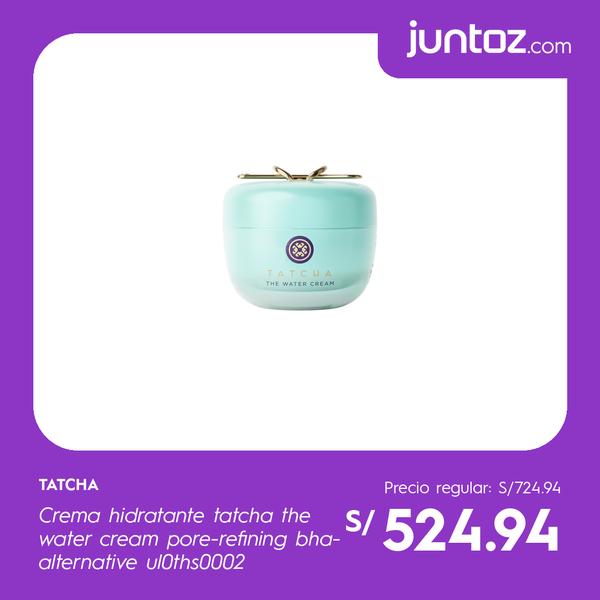 juntoz.com
TATCHA
THE WATER CREAM
TATCHA
Precio regular: S/724.94
Crema hidratante tatcha the
water cream pore-refining bha-
alternative ul0ths0002
S/ 524.94